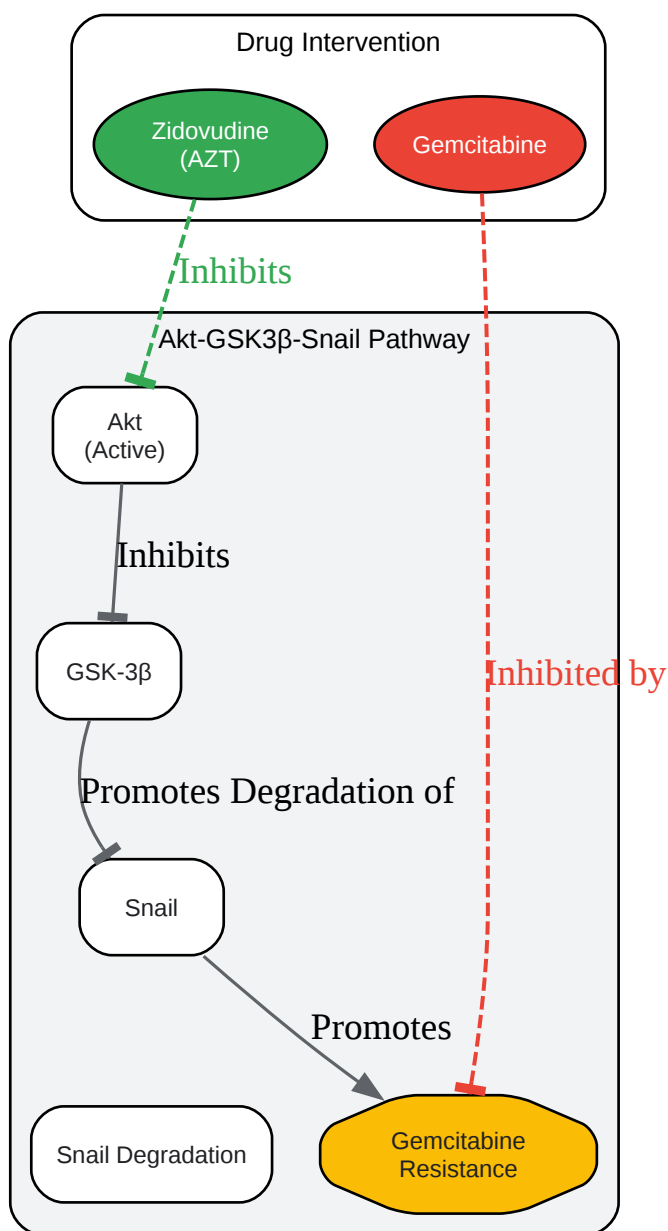 Drug Intervention
Zidovudine
(AZT)
Gemcitabine
Inhibits
Akt-GSK3β-Snail Pathway
Akt
(Active)
Inhibits
GSK-3β
Inhibited by
Promotes Degradation of
Snail
Promotes
Snail Degradation
Gemcitabine
Resistance